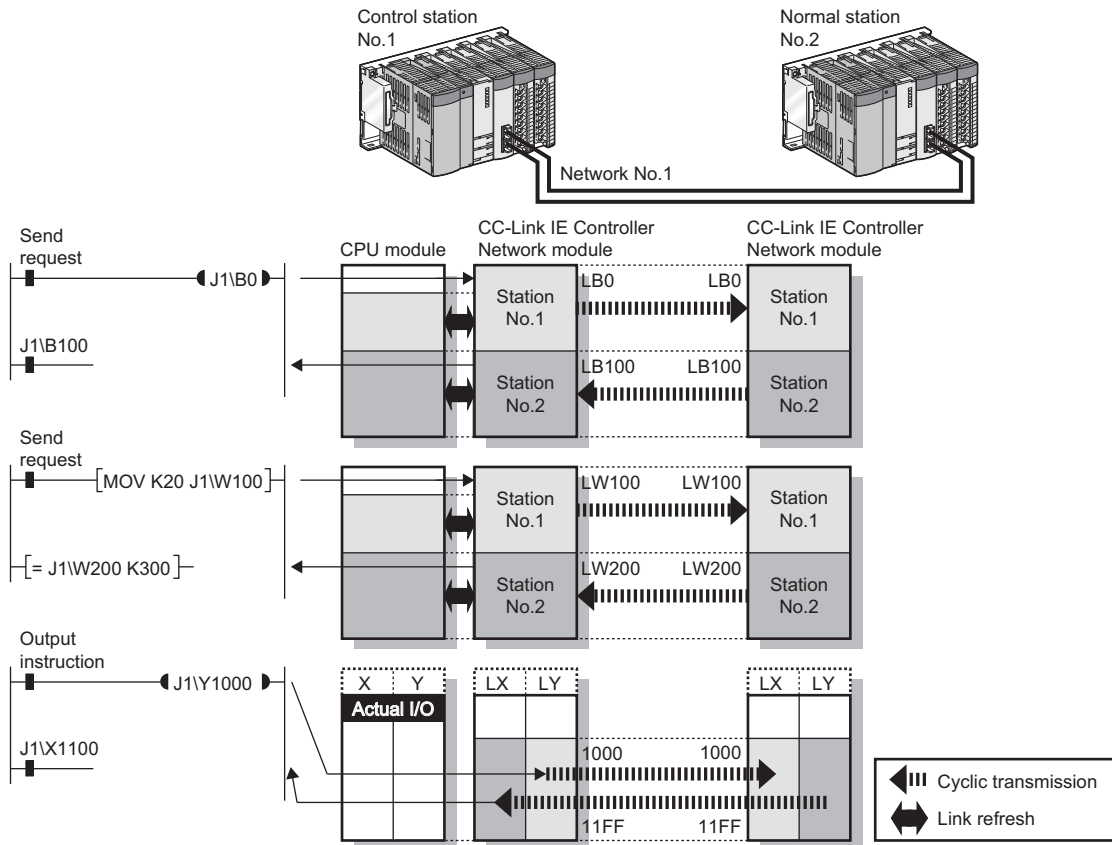 Control station
No.1
Normal station
No.2
Network No.1
Send
request
J1\B0
J1\B100
CPU module
CC-Link IE Controller
Network module
CC-Link IE Controller
Network module
Station
No.1
LB0 LB0
Station
No.1
Station
No.2
LB100 LB100
Station
No.2
Send
request
MOV K20 J1\W100
= J1\W200 K300
Station
No.1
LW100 LW100
Station
No.1
Station
No.2
LW200 LW200
Station
No.2
Output
instruction
J1\Y1000
J1\X1100
X Y
Actual I/O
LX LY
LX LY
1000 1000
11FF 11FF
Cyclic transmission
Link refresh